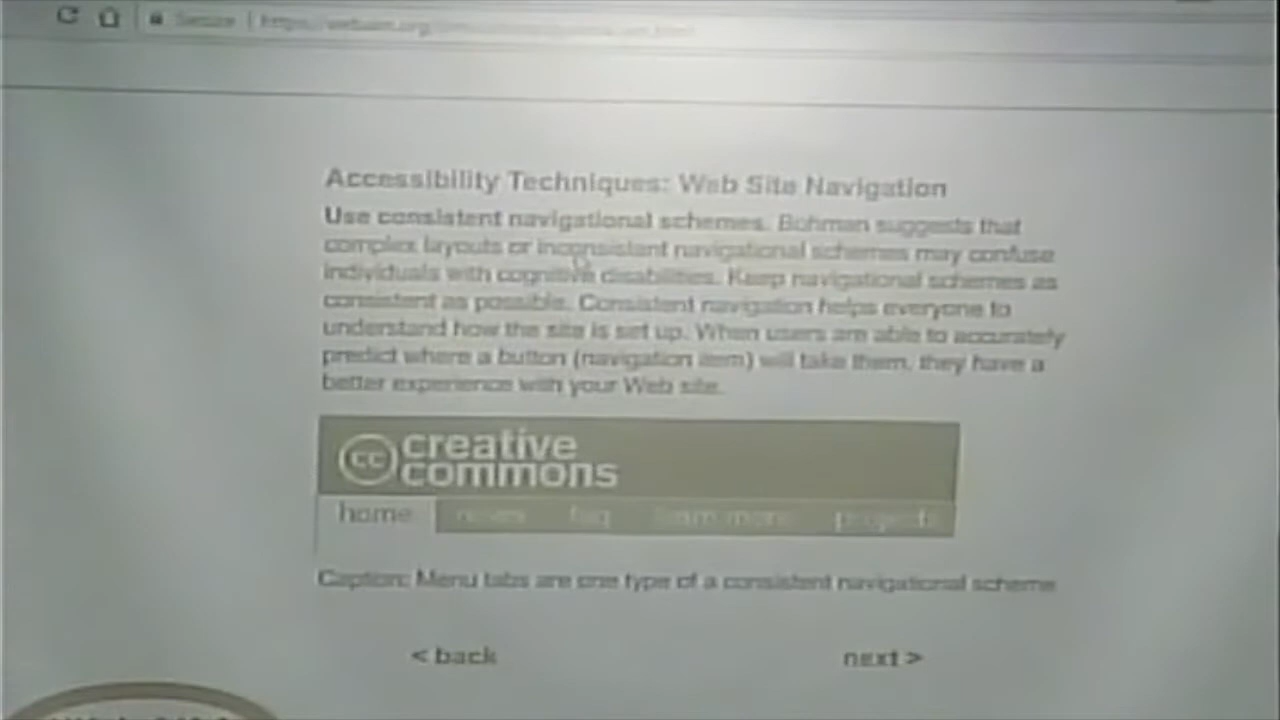 Secure | https://webaim.org
Accessibility Techniques: Web Site Navigation
Use consistent navigational schemes. Bohman suggests that
complex layouts or inconsistent navigational schemes may confuse
individuals with cognitive disabilities. Keep navigational schemes as
consistent as possible. Consistent navigation helps everyone to
understand how the site is set up. When users are able to accurately
predict where a button (navigation item) will take them, they have a
better experience with your Web site.
cc creative
commons
home news faq learn more projects
Caption: Menu tabs are one type of a consistent navigational scheme
< back next >